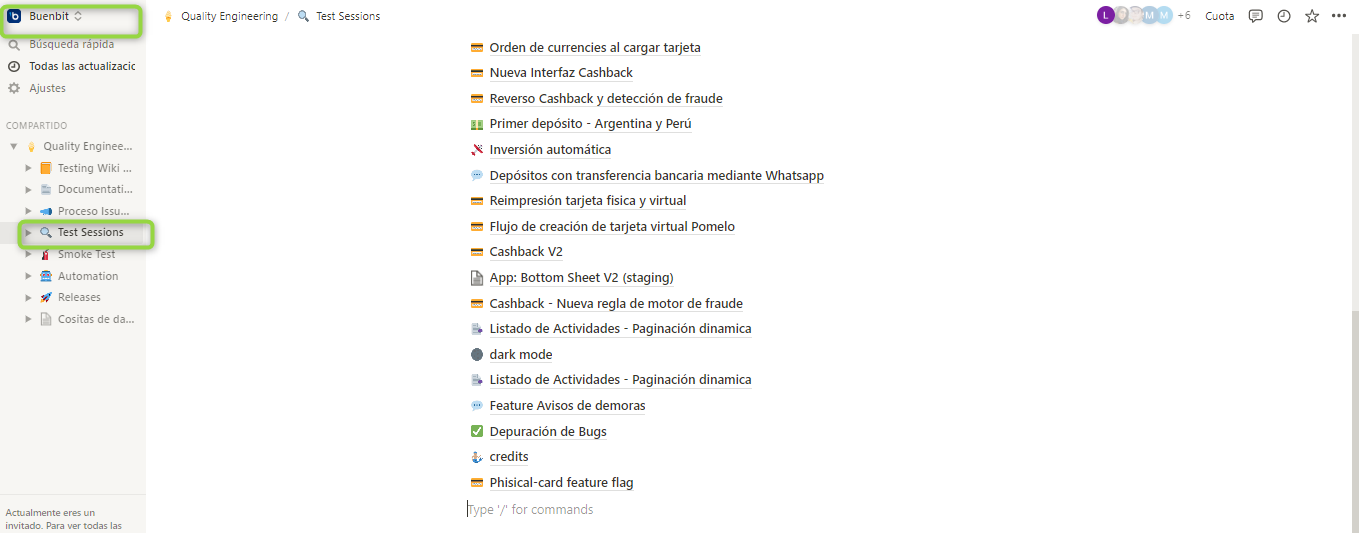 Buenbit
Quality Engineering / Test Sessions
L M M +6 Cuota
Búsqueda rápida
Todas las actualizacic
Ajustes
COMPARTIDO
Quality Enginee...
Testing Wiki ...
Documentati...
Proceso Issu...
Test Sessions
Smoke Test
Automation
Releases
Cositas de da...
Actualmente eres un
invitado. Para ver todas las
Orden de currencies al cargar tarjeta
Nueva Interfaz Cashback
Reverso Cashback y detección de fraude
Primer depósito - Argentina y Perú
Inversión automática
Depósitos con transferencia bancaria mediante Whatsapp
Reimpresión tarjeta fisica y virtual
Flujo de creación de tarjeta virtual Pomelo
Cashback V2
App: Bottom Sheet V2 (staging)
Cashback - Nueva regla de motor de fraude
Listado de Actividades - Paginación dinamica
dark mode
Listado de Actividades - Paginación dinamica
Feature Avisos de demoras
Depuración de Bugs
credits
Phisical-card feature flag
Type '/' for commands